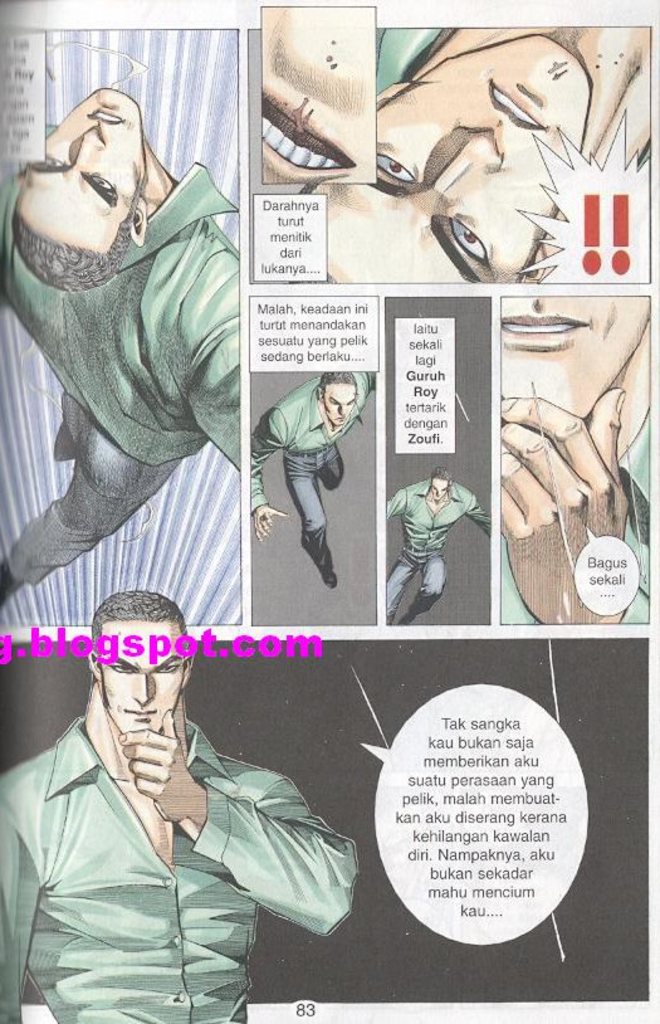 Roy
Darahnya
turut
menitik
dari
lukanya....
!!
Malah, keadaan ini
turut menandakan
sesuatu yang pelik
sedang berlaku....
Iaitu
sekali
lagi
Guruh
Roy
tertarik
dengan
Zoufi.
Bagus
sekali
....
g.blogspot.com
Tak sangka
kau bukan saja
memberikan aku
suatu perasaan yang
pelik, malah membuat-
kan aku diserang kerana
kehilangan kawalan
diri. Nampaknya, aku
bukan sekadar
mahu mencium
kau....
83